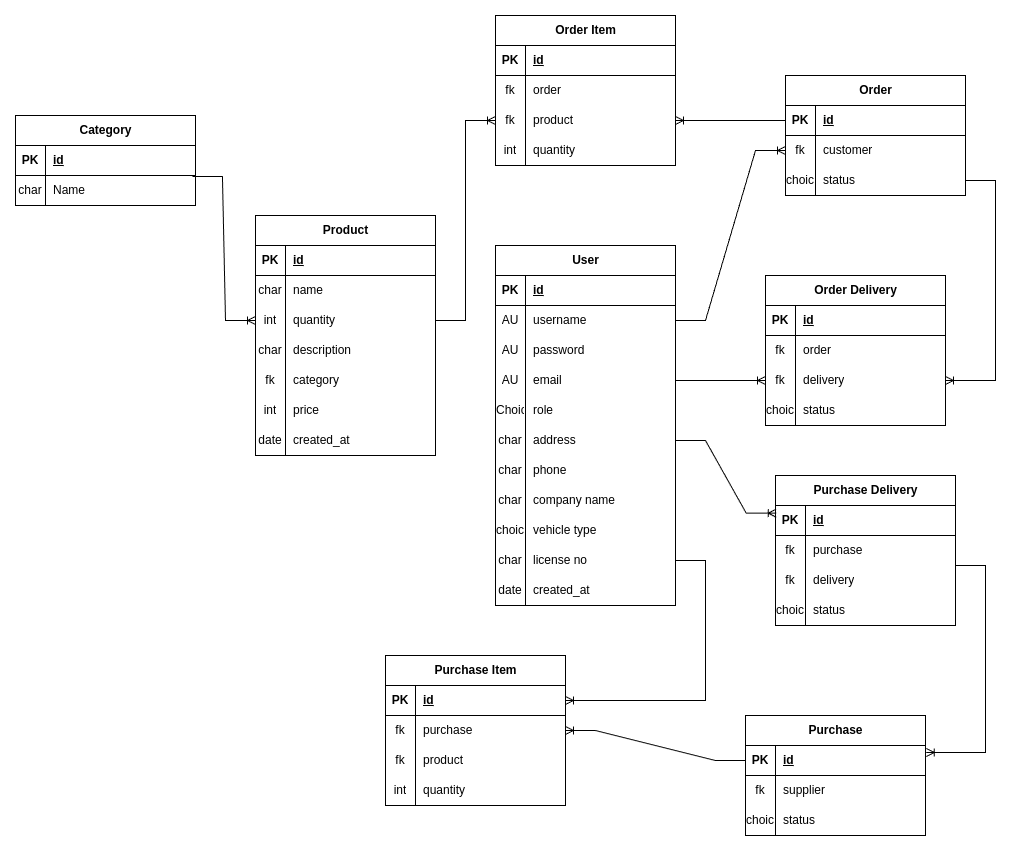 Order Item
PK id
fk order
fk product
int quantity
Order
PK id
fk customer
choic status
Category
PK id
char Name
Product
PK id
char name
int quantity
char description
fk category
int price
date created_at
User
PK id
AU username
AU password
AU email
Choic role
char address
char phone
char company name
choic vehicle type
char license no
date created_at
Order Delivery
PK id
fk order
fk delivery
choic status
Purchase Delivery
PK id
fk purchase
fk delivery
choic status
Purchase Item
PK id
fk purchase
fk product
int quantity
Purchase
PK id
fk supplier
choic status